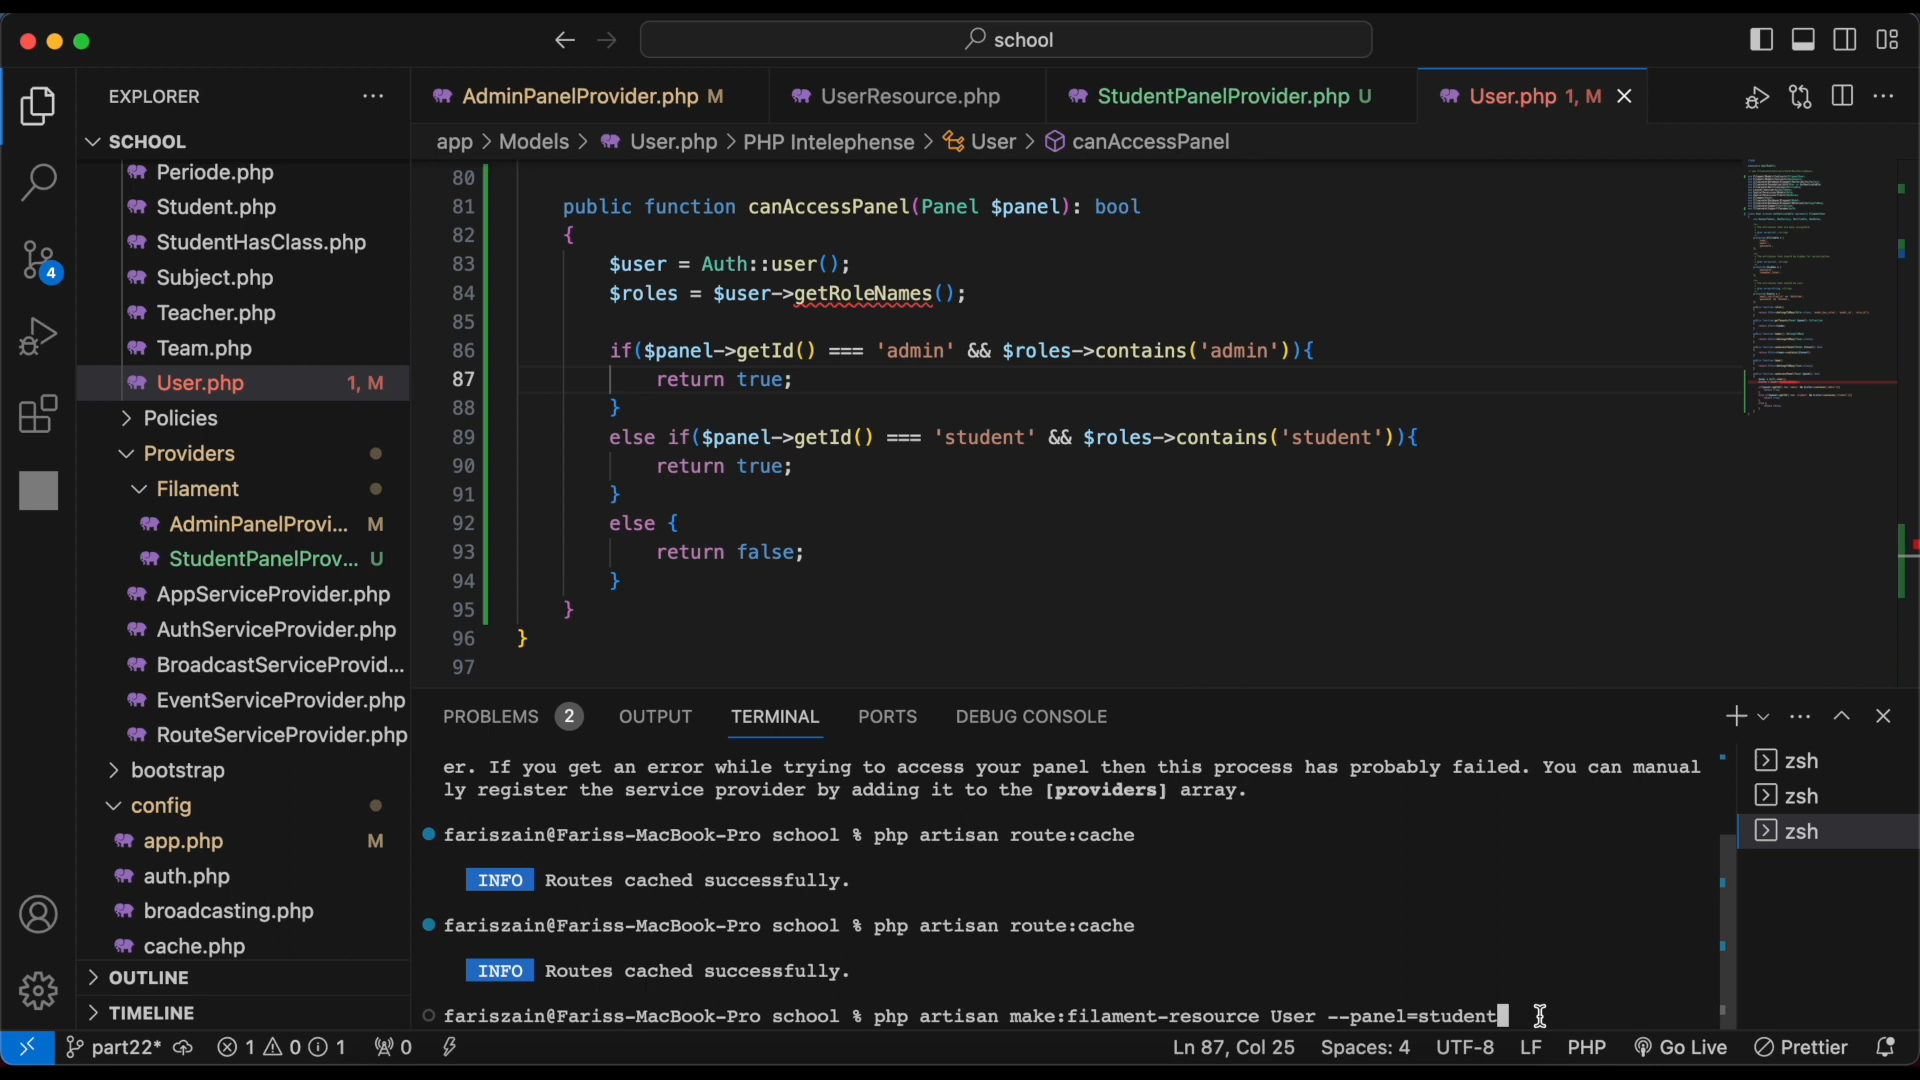 school
EXPLORER
AdminPanelProvider.php M
UserResource.php
StudentPanelProvider.php U
User.php 1, M
SCHOOL
app > Models > User.php > PHP Intelephense > User > canAccessPanel
Periode.php
Student.php
StudentHasClass.php
Subject.php
Teacher.php
Team.php
User.php 1, M
Policies
Providers
Filament
AdminPanelProvi... M
StudentPanelProv... U
AppServiceProvider.php
AuthServiceProvider.php
BroadcastServiceProvid...
EventServiceProvider.php
RouteServiceProvider.php
bootstrap
config
app.php M
auth.php
broadcasting.php
cache.php
OUTLINE
TIMELINE
4
80
81 public function canAccessPanel(Panel $panel): bool
82 {
83 $user = Auth::user();
84 $roles = $user->getRoleNames();
85
86 if($panel->getId() === 'admin' && $roles->contains('admin')){
87 return true;
88 }
89 else if($panel->getId() === 'student' && $roles->contains('student')){
90 return true;
91 }
92 else {
93 return false;
94 }
95 }
96 }
97
PROBLEMS 2 OUTPUT TERMINAL PORTS DEBUG CONSOLE
er. If you get an error while trying to access your panel then this process has probably failed. You can manual
ly register the service provider by adding it to the [providers] array.
fariszain@Fariss-MacBook-Pro school % php artisan route:cache
INFO Routes cached successfully.
fariszain@Fariss-MacBook-Pro school % php artisan route:cache
INFO Routes cached successfully.
fariszain@Fariss-MacBook-Pro school % php artisan make:filament-resource User --panel=student
zsh
zsh
zsh
part22* 1 0 1 0 Ln 87, Col 25 Spaces: 4 UTF-8 LF PHP Go Live Prettier